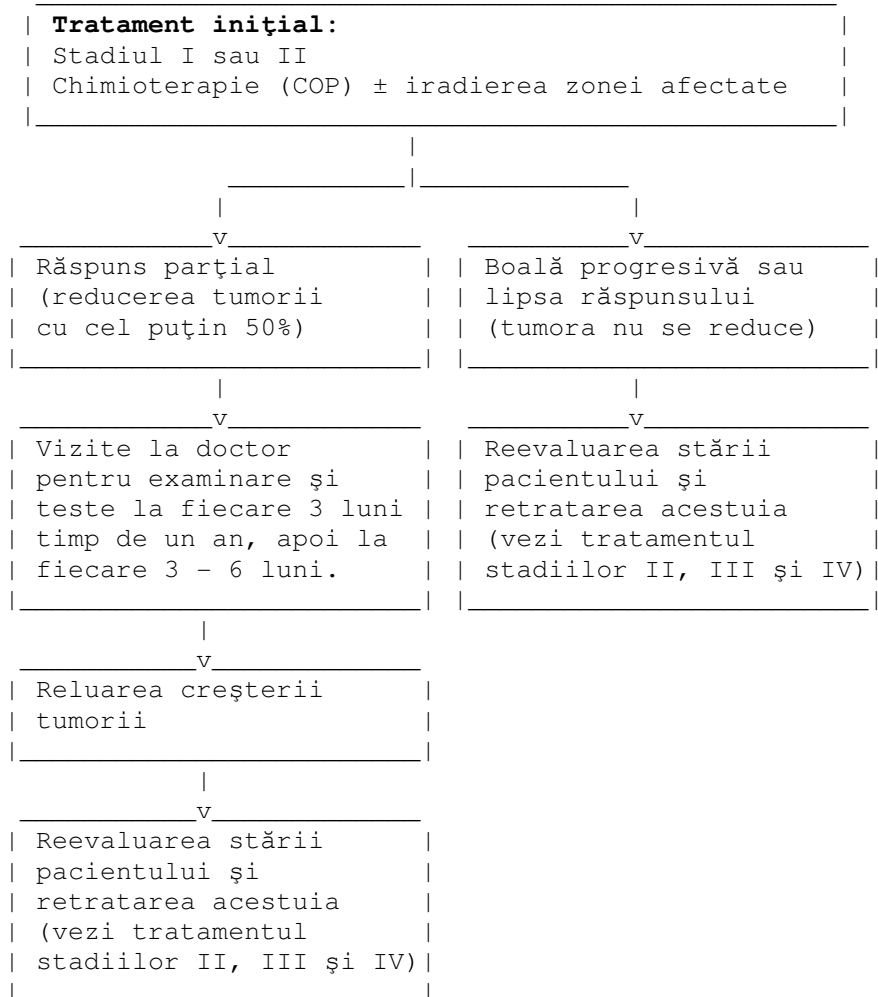 Tratament iniţial:
Stadiul I sau II
Chimioterapie (COP) ± iradierea zonei afectate
Răspuns parţial
(reducerea tumorii
cu cel puţin 50%)
Boală progresivă sau
lipsa răspunsului
(tumora nu se reduce)
Vizite la doctor
pentru examinare şi
teste la fiecare 3 luni
timp de un an, apoi la
fiecare 3 – 6 luni.
Reevaluarea stării
pacientului şi
retratarea acestuia
(vezi tratamentul
stadiilor II, III şi IV)
Reluarea creşterii
tumorii
Reevaluarea stării
pacientului şi
retratarea acestuia
(vezi tratamentul
stadiilor II, III şi IV)